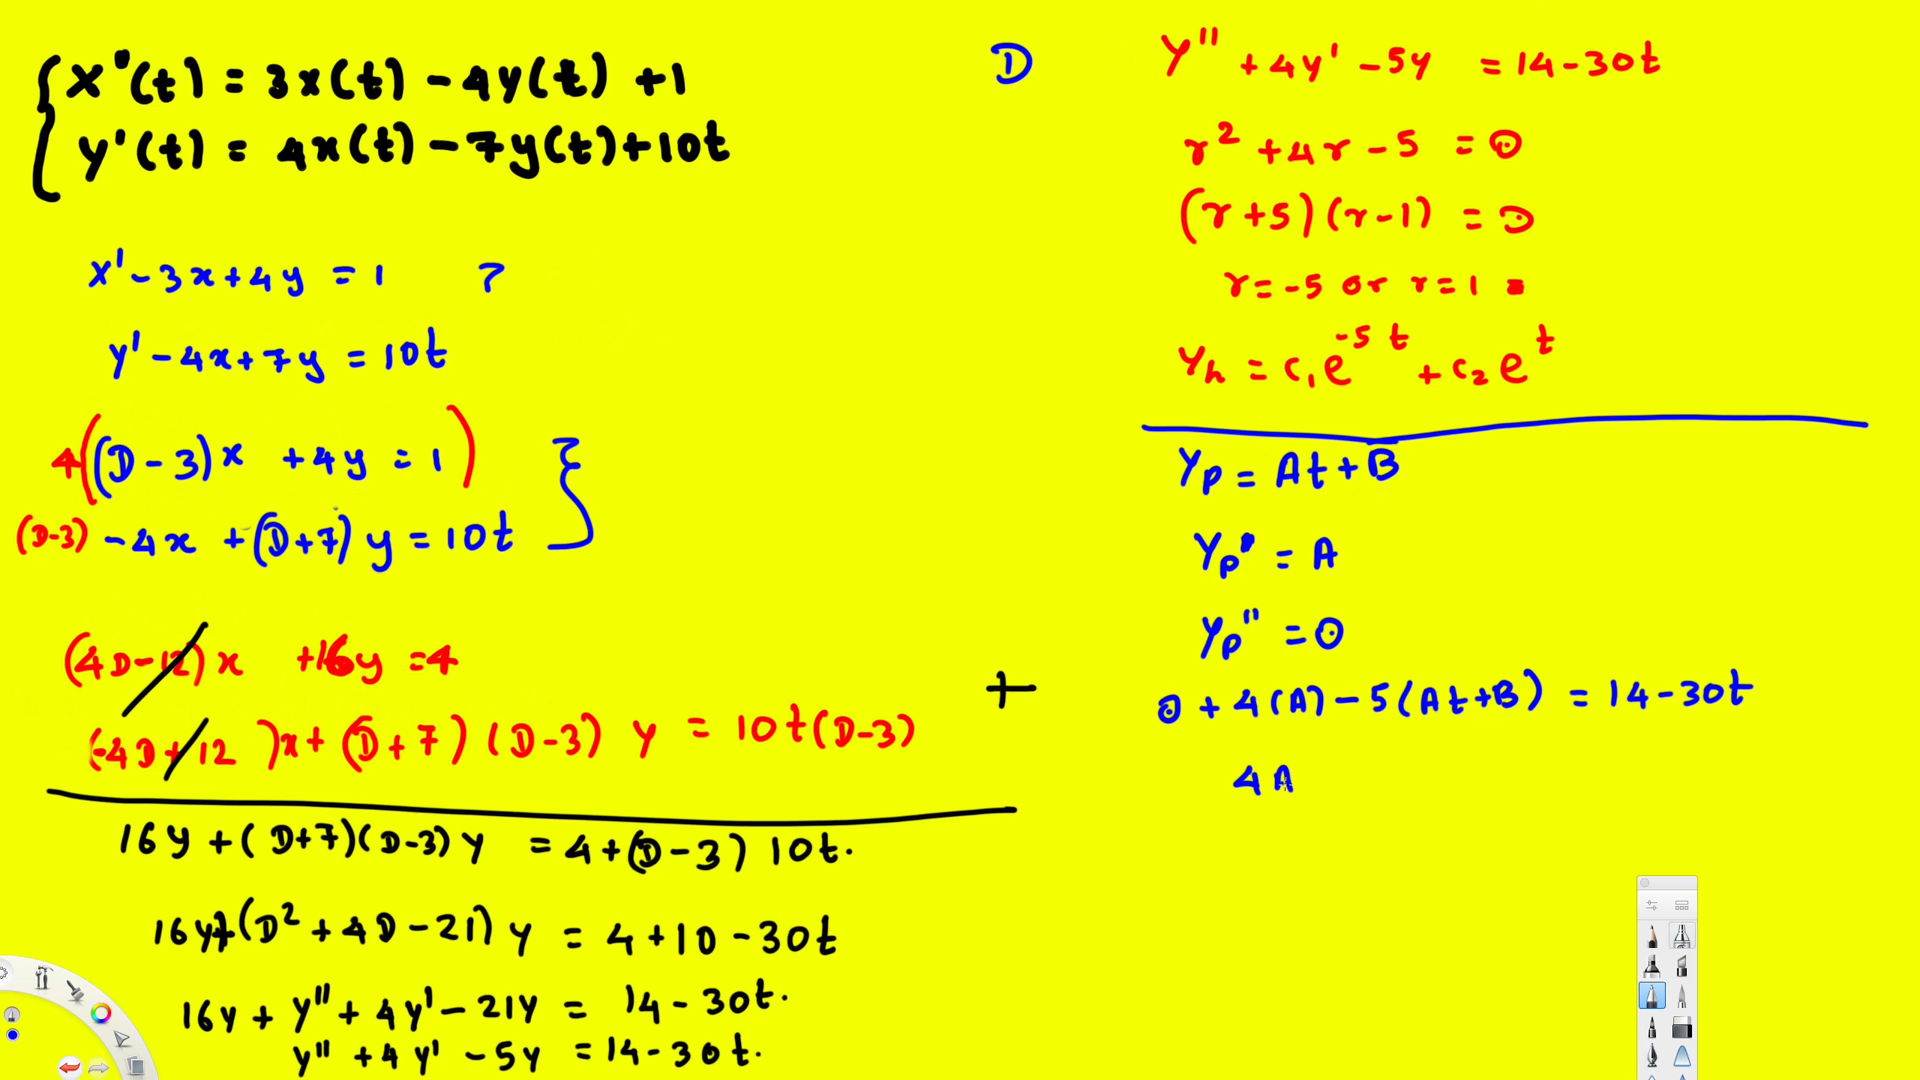 x'(t) = 3x(t) - 4y(t) + 1
y'(t) = 4x(t) - 7y(t) + 10t
x' - 3x + 4y = 1 ?
y' - 4x + 7y = 10t
4((D - 3)x + 4y = 1)
(D-3) -4x + (D+7)y = 10t
(4D-12)x +16y = 4
(-4D+12)x + (D+7)(D-3)y = 10t(D-3)
+
16y + (D+7)(D-3)y = 4 + (D-3)10t.
16y + (D² + 4D - 21)y = 4 + 10 - 30t
16y + y'' + 4y' - 21y = 14 - 30t.
y'' + 4y' - 5y = 14 - 30t.
D
y'' + 4y' - 5y = 14 - 30t
r² + 4r - 5 = 0
(r+5)(r-1) = 0
r = -5 or r = 1
yₕ = c₁e^(-5t) + c₂e^t
yₚ = At + B
yₚ' = A
yₚ'' = 0
0 + 4(A) - 5(At+B) = 14 - 30t
4A